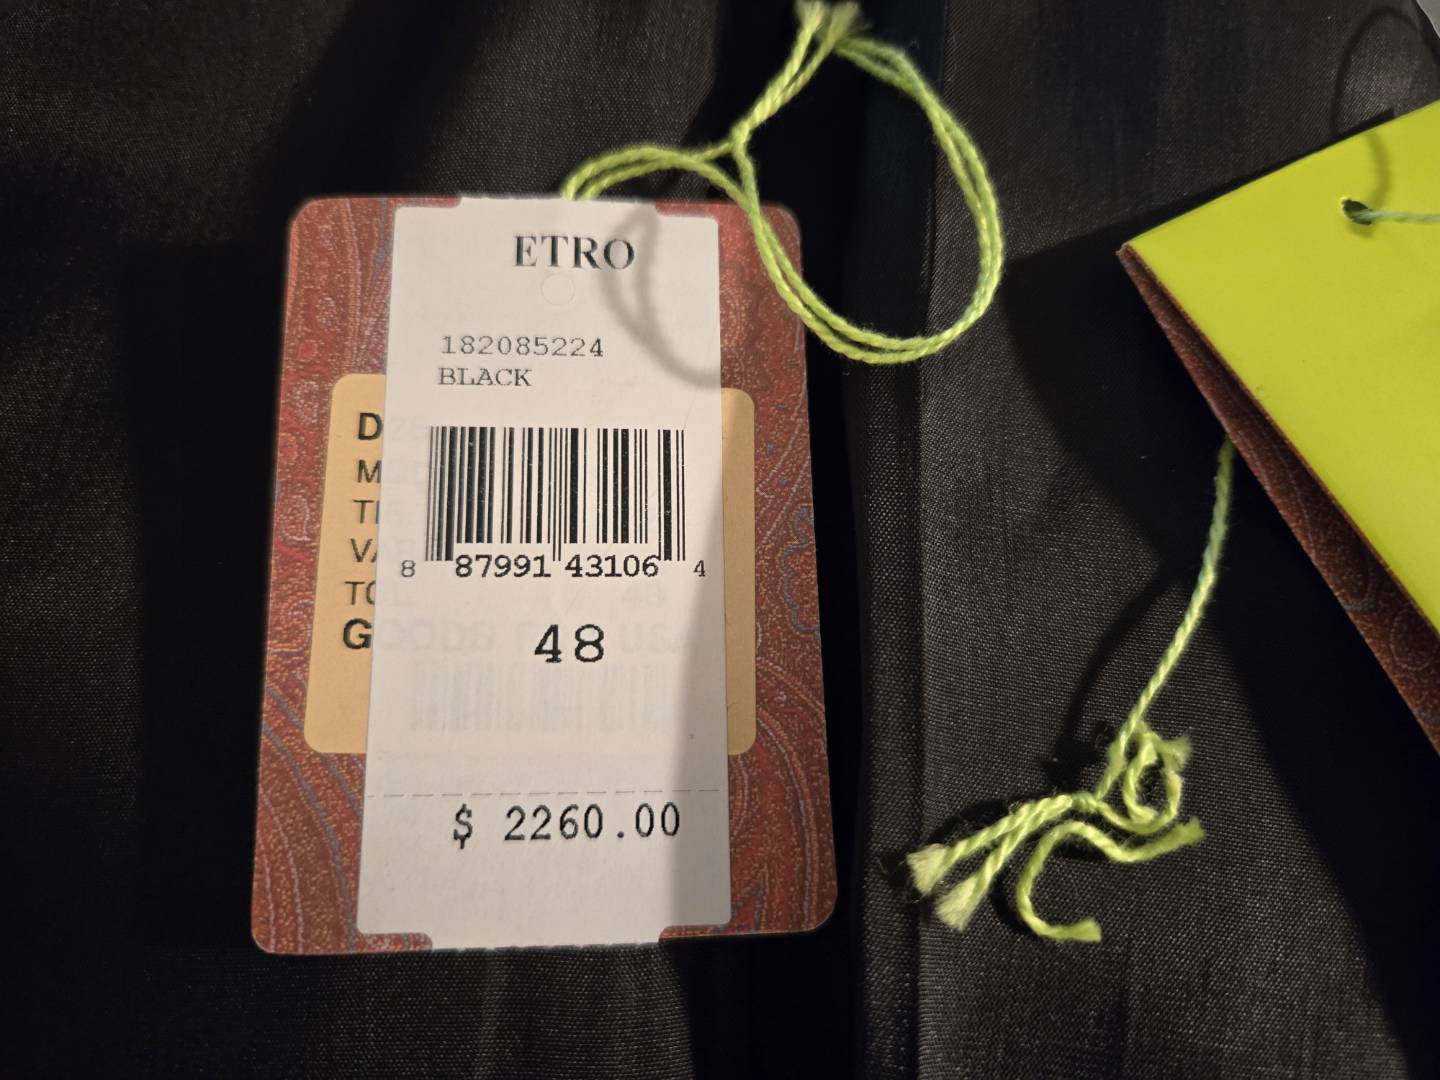 ETRO
182085224
BLACK
8 87991 43106 4
48
$ 2260.00